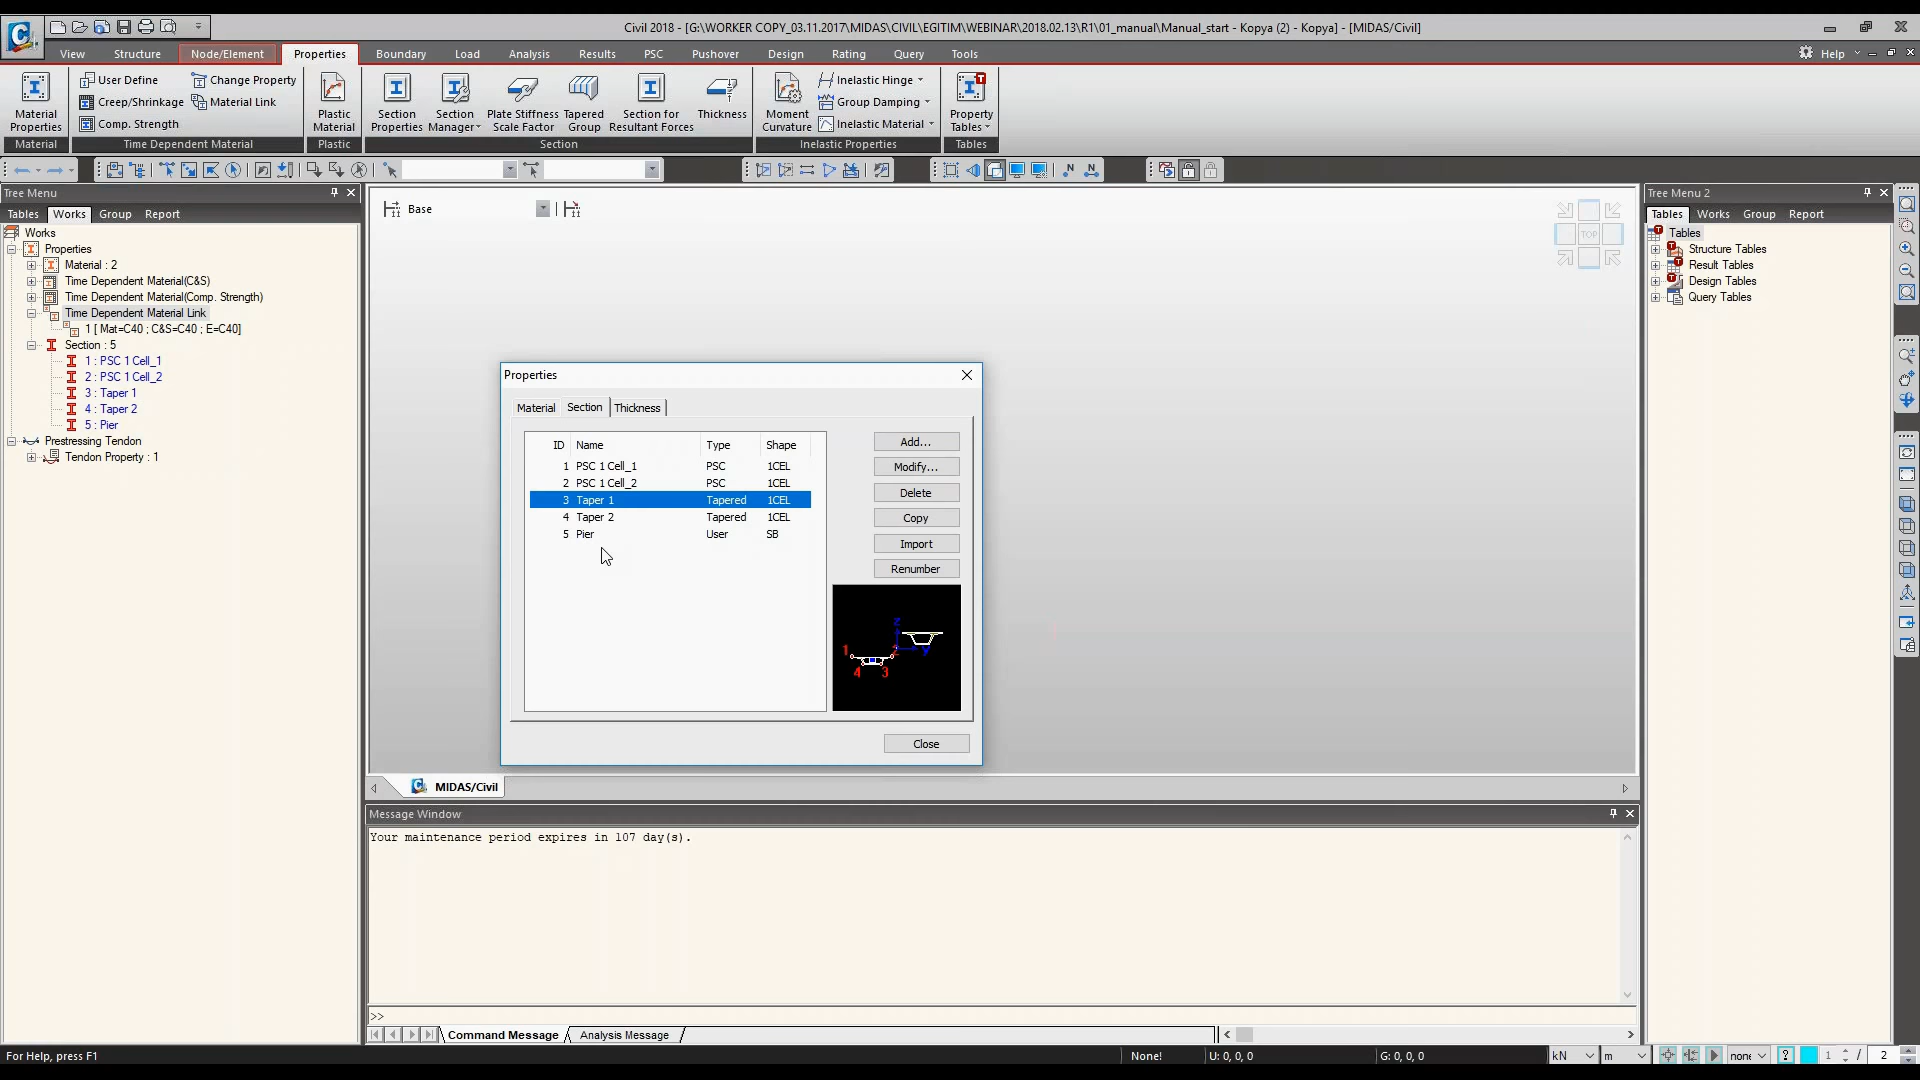 Civil 2018 - [G:\WORKER COPY_03.11.2017\MIDAS\CIVIL\EGITIM\WEBINAR\2018.02.13\R1\01_manual\Manual_start - Kopya (2) - Kopya] - [MIDAS/Civil]
View Structure Node/Element Properties Boundary Load Analysis Results PSC Pushover Design Rating Query Tools Help
Material Properties
User Define
Creep/Shrinkage
Comp. Strength
Change Property
Material Link
Plastic Material
Section Properties
Section Manager
Plate Stiffness Scale Factor
Tapered Group
Section for Resultant Forces
Thickness
Moment Curvature
Inelastic Hinge
Group Damping
Inelastic Material
Property Tables
Material Time Dependent Material Plastic Section Inelastic Properties Tables
Tree Menu
Tables Works Group Report
Works
Properties
Material : 2
Time Dependent Material(C&S)
Time Dependent Material(Comp. Strength)
Time Dependent Material Link
1 [ Mat=C40 ; C&S=C40 ; E=C40]
Section : 5
1 : PSC 1 Cell_1
2 : PSC 1 Cell_2
3 : Taper 1
4 : Taper 2
5 : Pier
Prestressing Tendon
Tendon Property : 1
Base
TOP
Properties
Material Section Thickness
ID Name Type Shape
1 PSC 1 Cell_1 PSC 1CEL
2 PSC 1 Cell_2 PSC 1CEL
3 Taper 1 Tapered 1CEL
4 Taper 2 Tapered 1CEL
5 Pier User SB
Add...
Modify...
Delete
Copy
Import
Renumber
z
1 2 y
4 3
Close
MIDAS/Civil
Message Window
Your maintenance period expires in 107 day(s).
>>
Command Message Analysis Message
Tree Menu 2
Tables Works Group Report
Tables
Structure Tables
Result Tables
Design Tables
Query Tables
For Help, press F1 None! U: 0, 0, 0 G: 0, 0, 0 kN m none ? 1 / 2